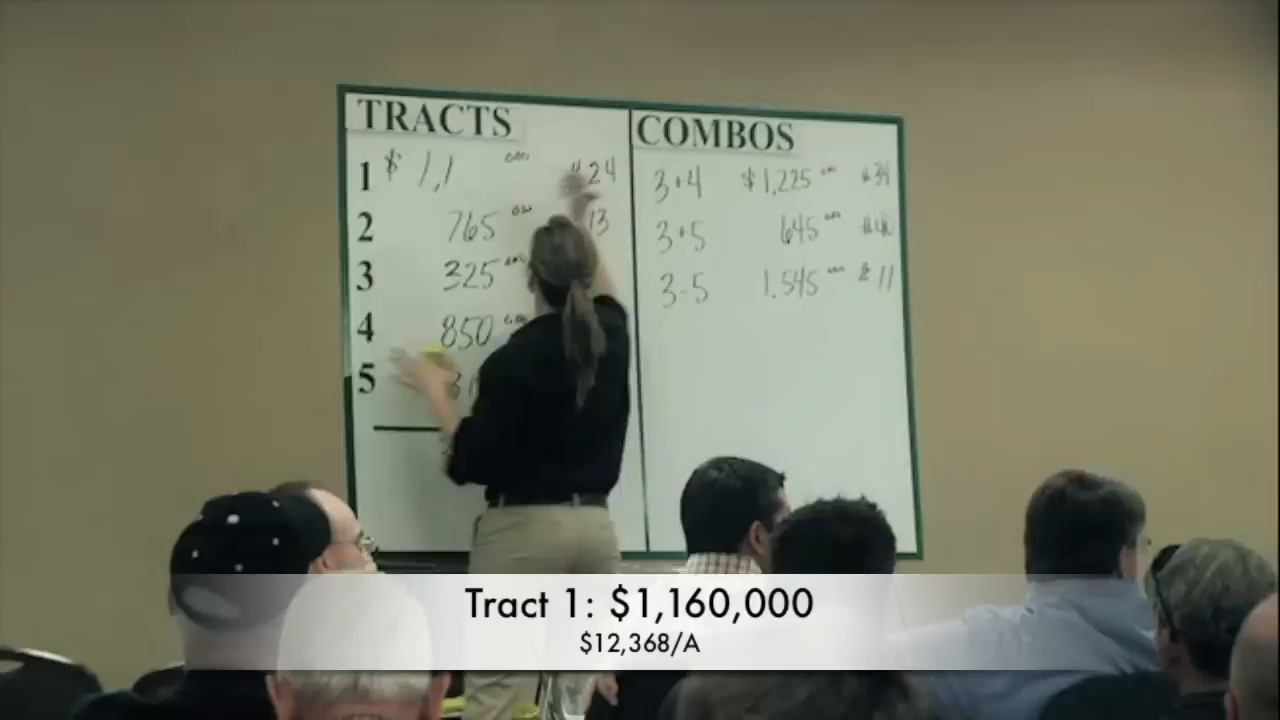 TRACTS
1 $ 1,1 000 #24
2 765 000 13
3 325 000
4 850 000
5
COMBOS
3+4 $1,225 000 #34
3+5 645 000
3-5 1.545 000 # 11
Tract 1: $1,160,000
$12,368/A